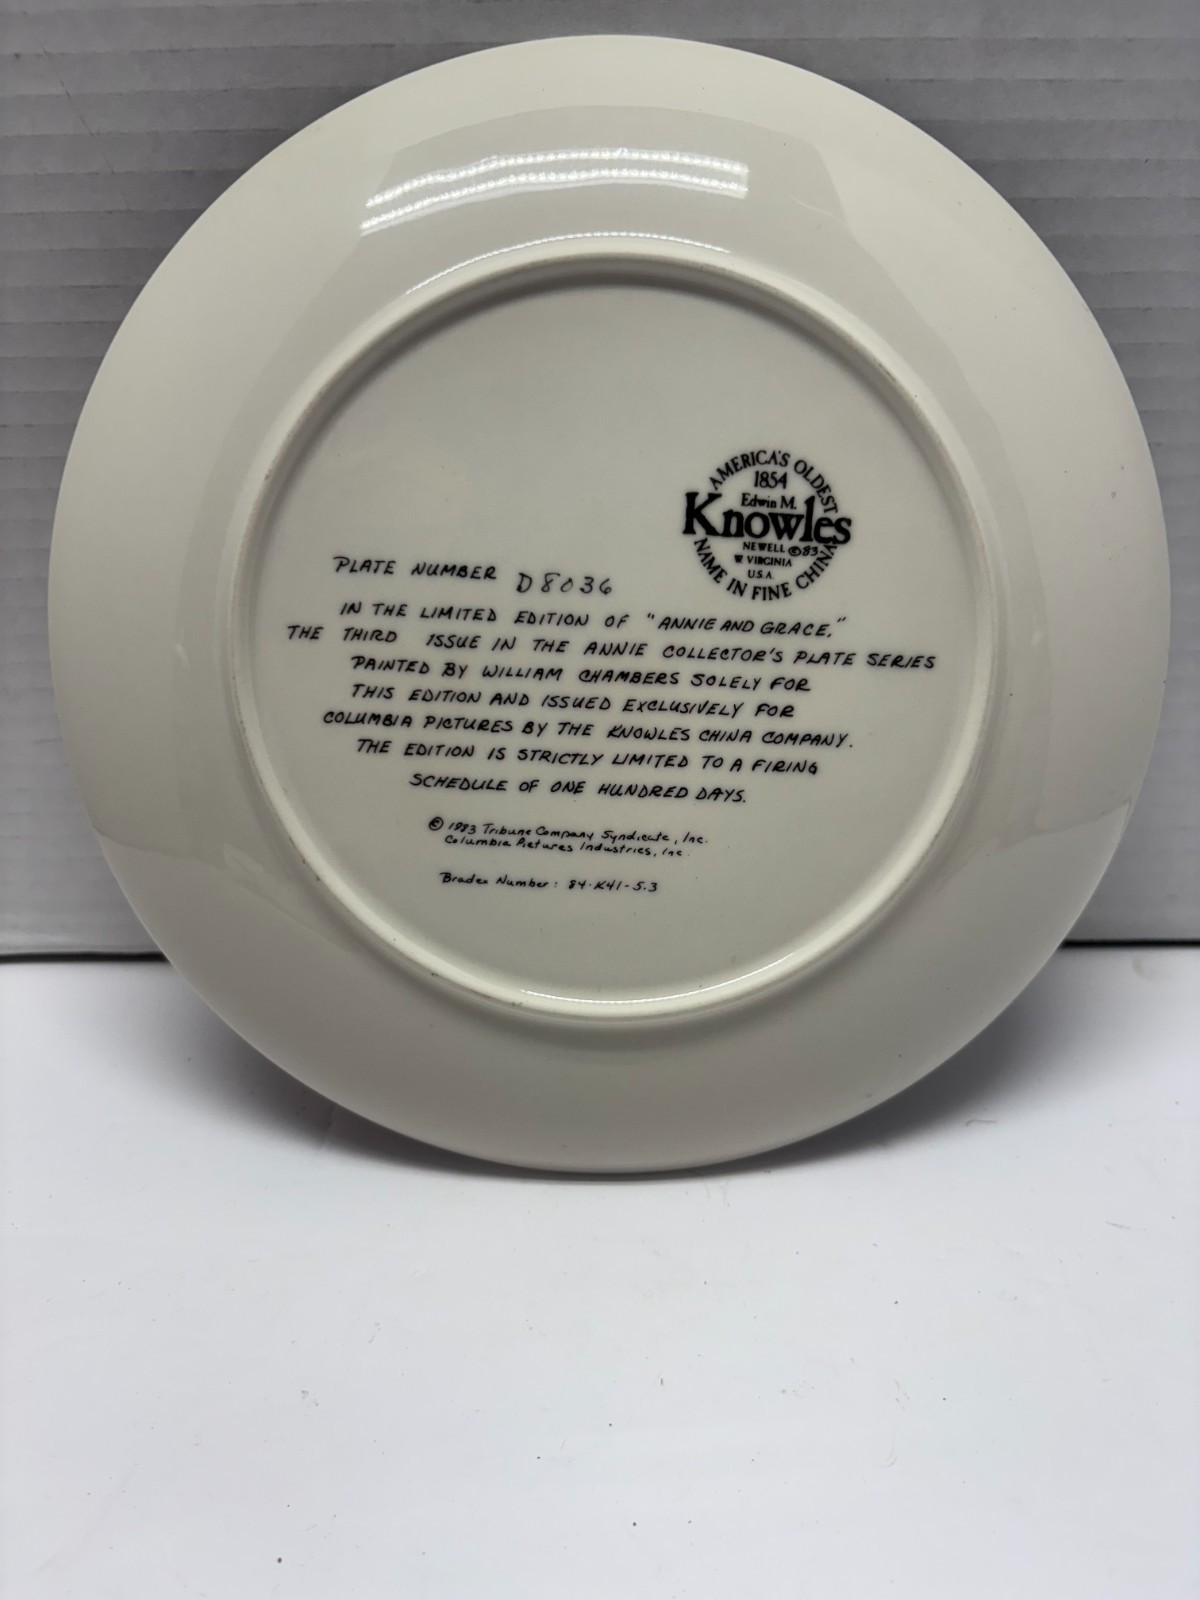 AMERICA'S OLDEST
1854
Edwin M.
Knowles
NEWELL ©83
W VIRGINIA
U.S.A.
NAME IN FINE CHINA
PLATE NUMBER D8036
IN THE LIMITED EDITION OF "ANNIE AND GRACE,"
THE THIRD ISSUE IN THE ANNIE COLLECTOR'S PLATE SERIES
PAINTED BY WILLIAM CHAMBERS SOLELY FOR
THIS EDITION AND ISSUED EXCLUSIVELY FOR
COLUMBIA PICTURES BY THE KNOWLES CHINA COMPANY.
THE EDITION IS STRICTLY LIMITED TO A FIRING
SCHEDULE OF ONE HUNDRED DAYS.
© 1983 Tribune Company Syndicate, Inc.
Columbia Pictures Industries, Inc.
Bradex Number: 84-K41-5.3